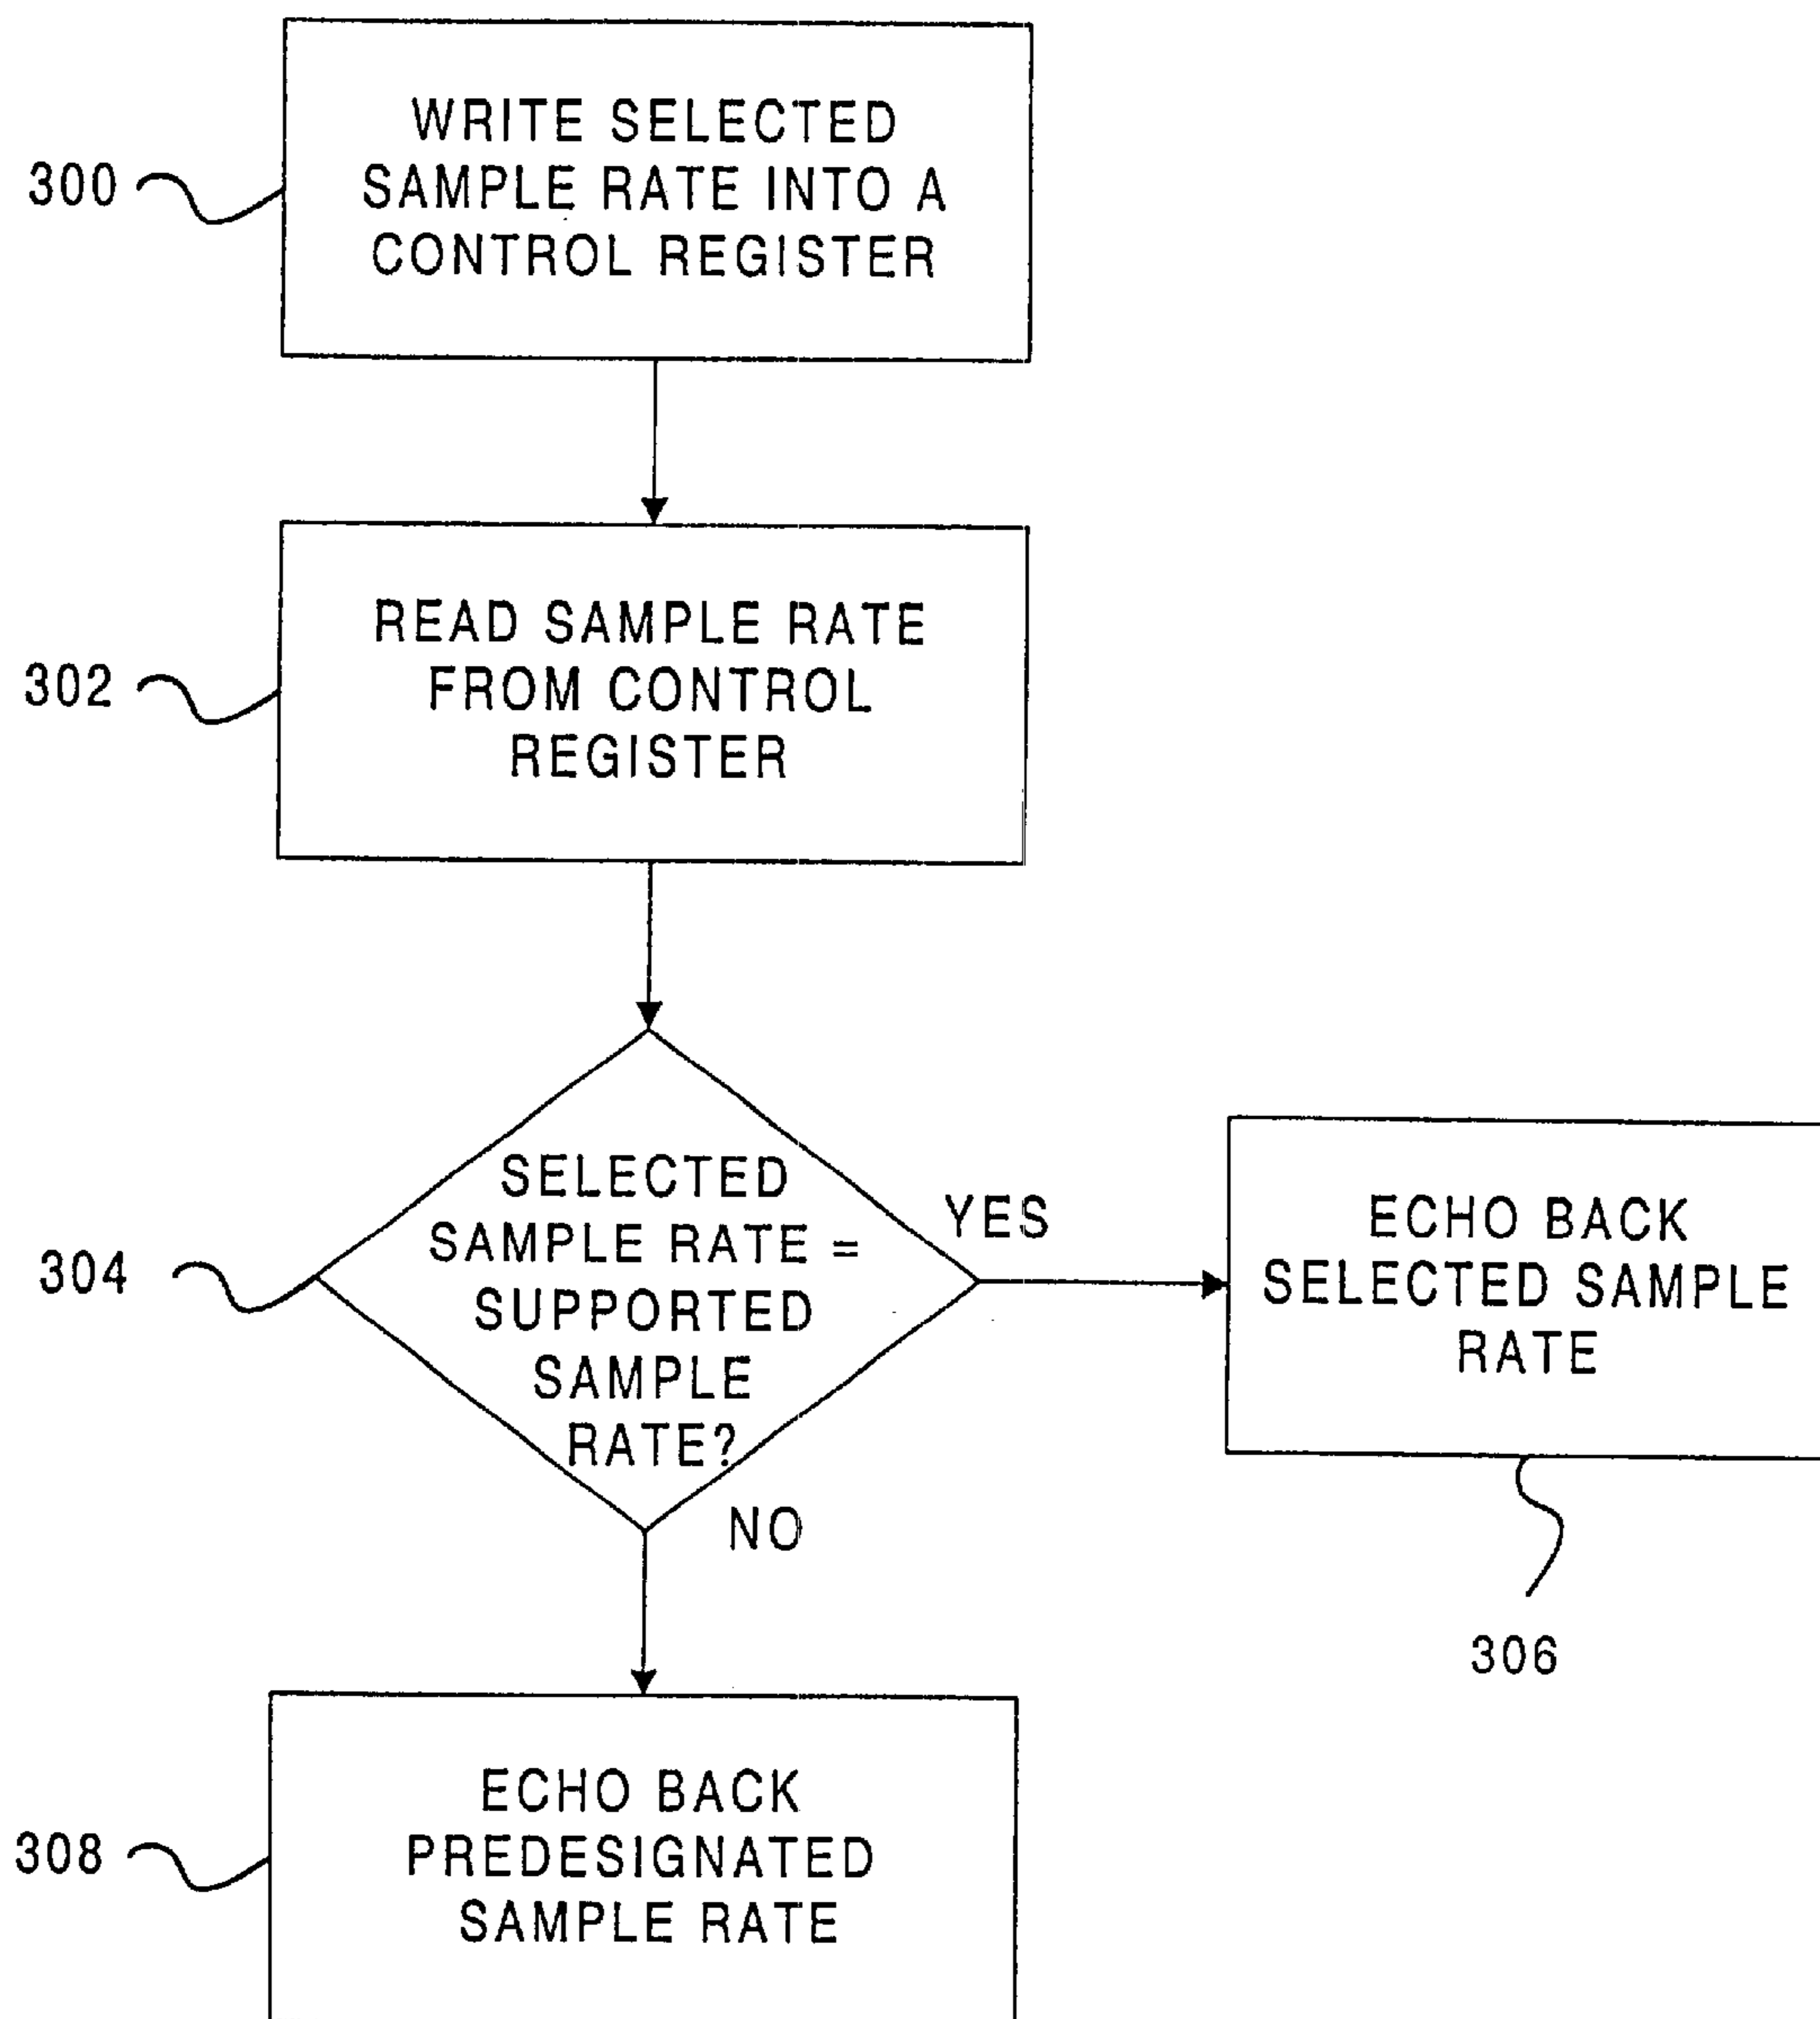 WRITE SELECTED
SAMPLE RATE INTO A
CONTROL REGISTER
300
READ SAMPLE RATE
FROM CONTROL
REGISTER
302
SELECTED
SAMPLE RATE =
SUPPORTED
SAMPLE
RATE?
304
YES
ECHO BACK
SELECTED SAMPLE
RATE
306
NO
ECHO BACK
PREDESIGNATED
SAMPLE RATE
308